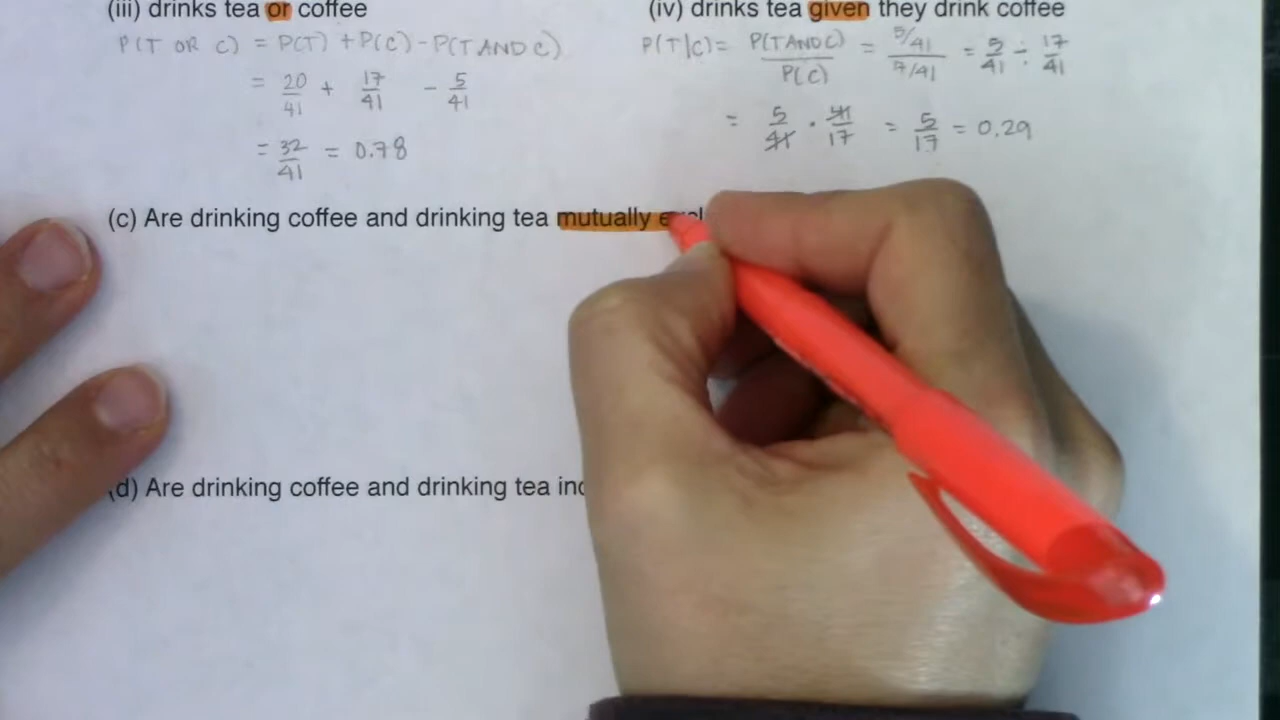 (iii) drinks tea or coffee
P(T OR C) = P(T) + P(C) - P(T AND C)
= 20/41 + 17/41 - 5/41
= 32/41 = 0.78
(iv) drinks tea given they drink coffee
P(T|C) = P(T AND C)/P(C) = 5/41 / 7/41 = 5/41 ÷ 17/41
= 5/41 · 41/17 = 5/17 = 0.29
(c) Are drinking coffee and drinking tea mutually
(d) Are drinking coffee and drinking tea